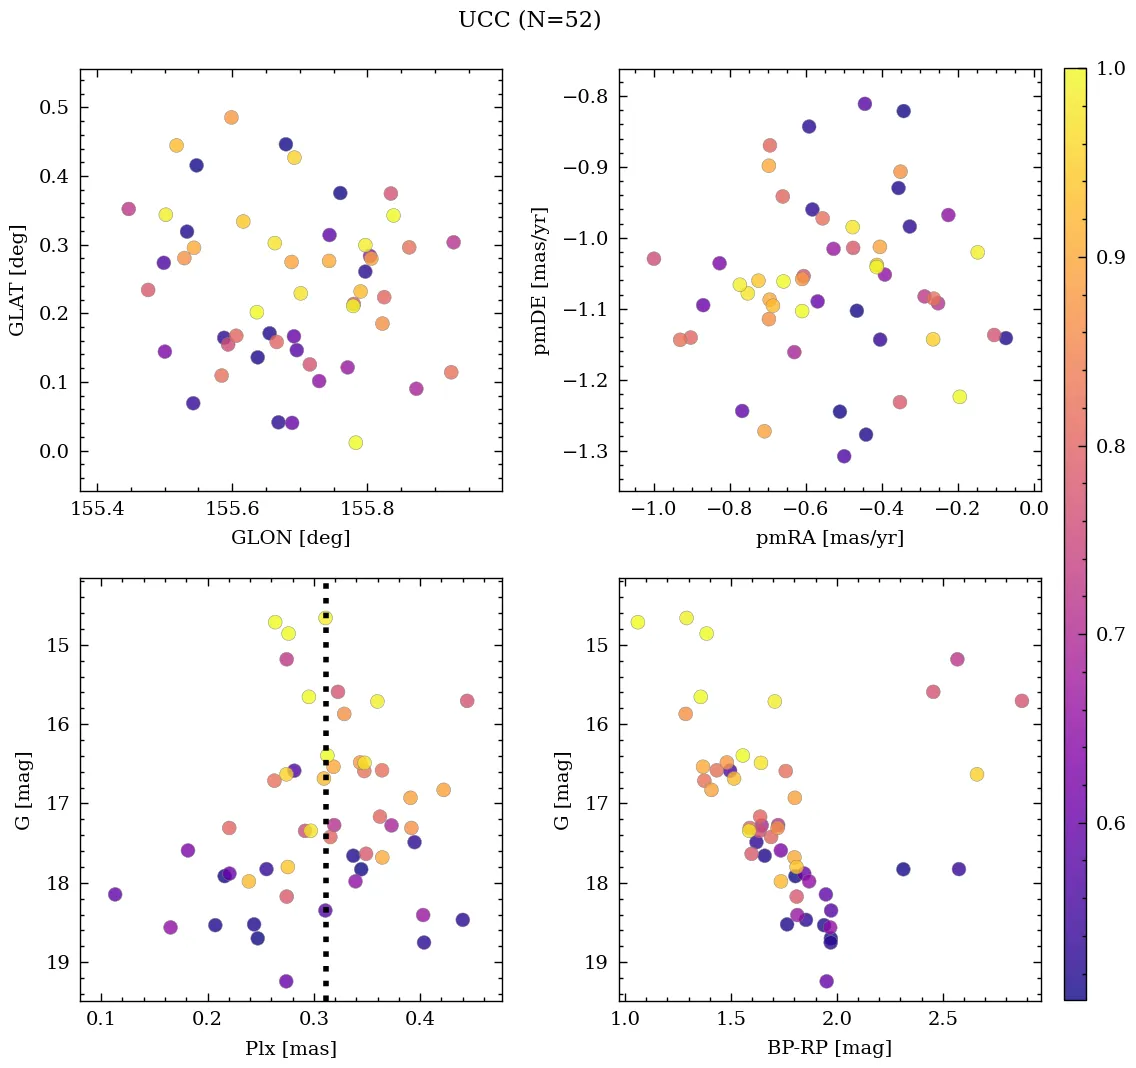 UCC (N=52)
0.5
0.4
0.3
0.2
0.1
0.0
GLAT [deg]
155.4 155.6 155.8
GLON [deg]
−0.8
−0.9
−1.0
−1.1
−1.2
−1.3
pmDE [mas/yr]
−1.0 −0.8 −0.6 −0.4 −0.2 0.0
pmRA [mas/yr]
1.0
0.9
0.8
0.7
0.6
15
16
17
18
19
G [mag]
0.1 0.2 0.3 0.4
Plx [mas]
15
16
17
18
19
G [mag]
1.0 1.5 2.0 2.5
BP-RP [mag]